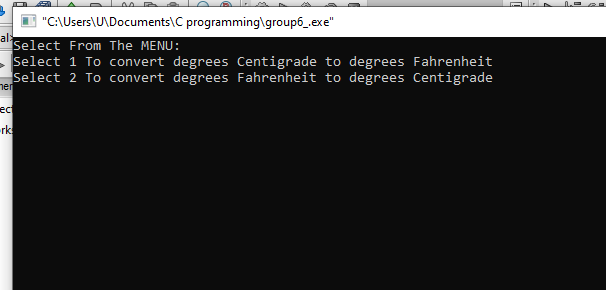 "C:\Users\U\Documents\C programming\group6_.exe"
Select From The MENU:
Select 1 To convert degrees Centigrade to degrees Fahrenheit
Select 2 To convert degrees Fahrenheit to degrees Centigrade